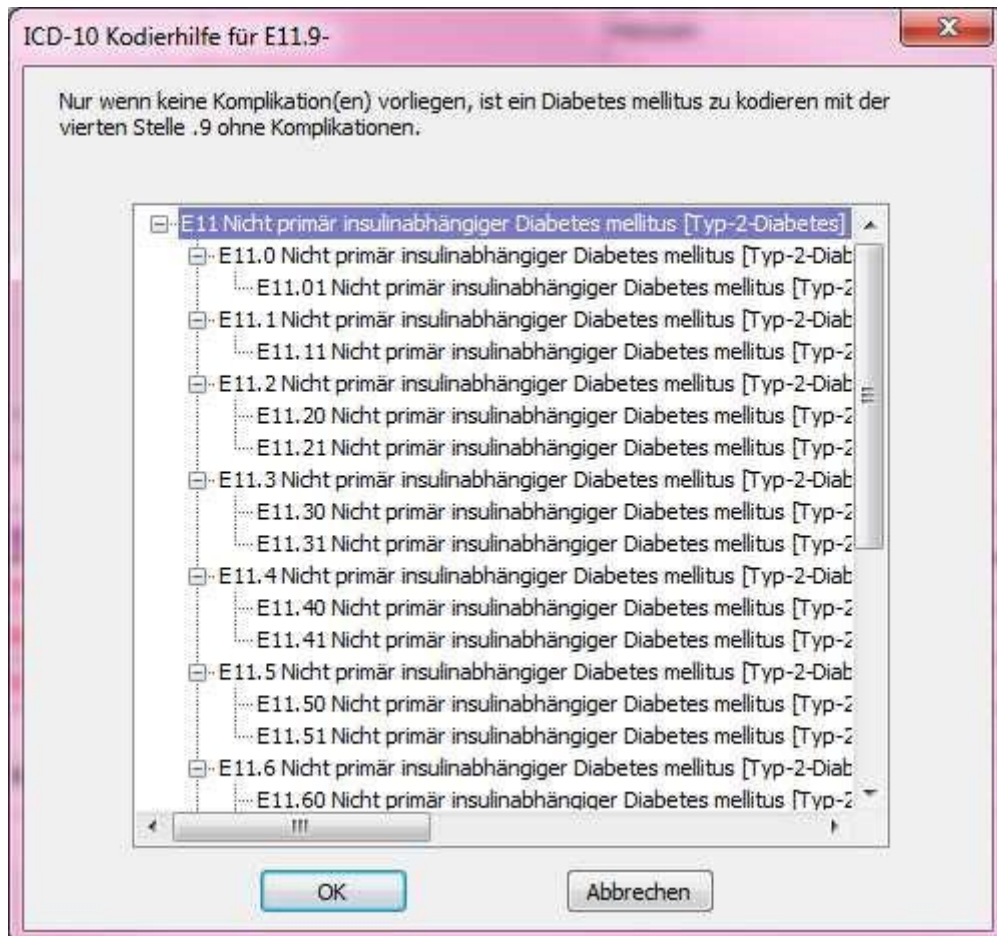 ICD-10 Kodierhilfe für E11.9-
Nur wenn keine Komplikation(en) vorliegen, ist ein Diabetes mellitus zu kodieren mit der
vierten Stelle .9 ohne Komplikationen.
E11 Nicht primär insulinabhängiger Diabetes mellitus [Typ-2-Diabetes]
E11.0 Nicht primär insulinabhängiger Diabetes mellitus [Typ-2-Diab
E11.01 Nicht primär insulinabhängiger Diabetes mellitus [Typ-2
E11.1 Nicht primär insulinabhängiger Diabetes mellitus [Typ-2-Diab
E11.11 Nicht primär insulinabhängiger Diabetes mellitus [Typ-2
E11.2 Nicht primär insulinabhängiger Diabetes mellitus [Typ-2-Diab
E11.20 Nicht primär insulinabhängiger Diabetes mellitus [Typ-2
E11.21 Nicht primär insulinabhängiger Diabetes mellitus [Typ-2
E11.3 Nicht primär insulinabhängiger Diabetes mellitus [Typ-2-Diab
E11.30 Nicht primär insulinabhängiger Diabetes mellitus [Typ-2
E11.31 Nicht primär insulinabhängiger Diabetes mellitus [Typ-2
E11.4 Nicht primär insulinabhängiger Diabetes mellitus [Typ-2-Diab
E11.40 Nicht primär insulinabhängiger Diabetes mellitus [Typ-2
E11.41 Nicht primär insulinabhängiger Diabetes mellitus [Typ-2
E11.5 Nicht primär insulinabhängiger Diabetes mellitus [Typ-2-Diab
E11.50 Nicht primär insulinabhängiger Diabetes mellitus [Typ-2
E11.51 Nicht primär insulinabhängiger Diabetes mellitus [Typ-2
E11.6 Nicht primär insulinabhängiger Diabetes mellitus [Typ-2-Diab
E11.60 Nicht primär insulinabhängiger Diabetes mellitus [Typ-2
OK Abbrechen